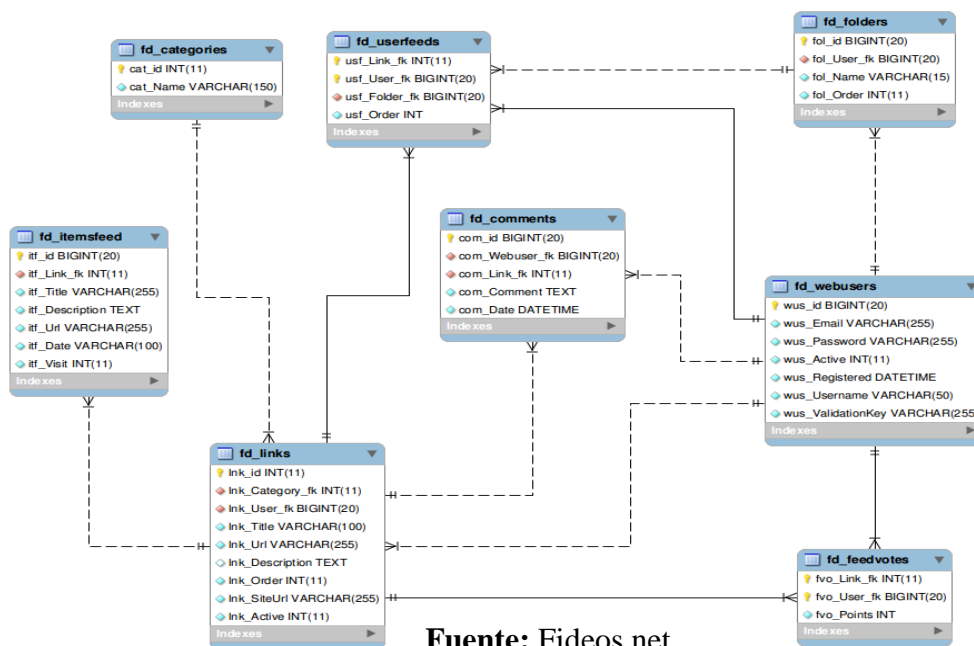 fd_categories
cat_id INT(11)
cat_Name VARCHAR(150)
Indexes
fd_userfeeds
usf_Link_fk INT(11)
usf_User_fk BIGINT(20)
usf_Folder_fk BIGINT(20)
usf_Order INT
Indexes
fd_folders
fol_id BIGINT(20)
fol_User_fk BIGINT(20)
fol_Name VARCHAR(15)
fol_Order INT(11)
Indexes
fd_itemsfeed
itf_id BIGINT(20)
itf_Link_fk INT(11)
itf_Title VARCHAR(255)
itf_Description TEXT
itf_Url VARCHAR(255)
itf_Date VARCHAR(100)
itf_Visit INT(11)
Indexes
fd_comments
com_id BIGINT(20)
com_Webuser_fk BIGINT(20)
com_Link_fk INT(11)
com_Comment TEXT
com_Date DATETIME
Indexes
fd_webusers
wus_id BIGINT(20)
wus_Email VARCHAR(255)
wus_Password VARCHAR(255)
wus_Active INT(11)
wus_Registered DATETIME
wus_Username VARCHAR(50)
wus_ValidationKey VARCHAR(255
Indexes
fd_links
lnk_id INT(11)
lnk_Category_fk INT(11)
lnk_User_fk BIGINT(20)
lnk_Title VARCHAR(100)
lnk_Url VARCHAR(255)
lnk_Description TEXT
lnk_Order INT(11)
lnk_SiteUrl VARCHAR(255)
lnk_Active INT(11)
Indexes
fd_feedvotes
fvo_Link_fk INT(11)
fvo_User_fk BIGINT(20)
fvo_Points INT
Indexes
Fuente: Fideos.net